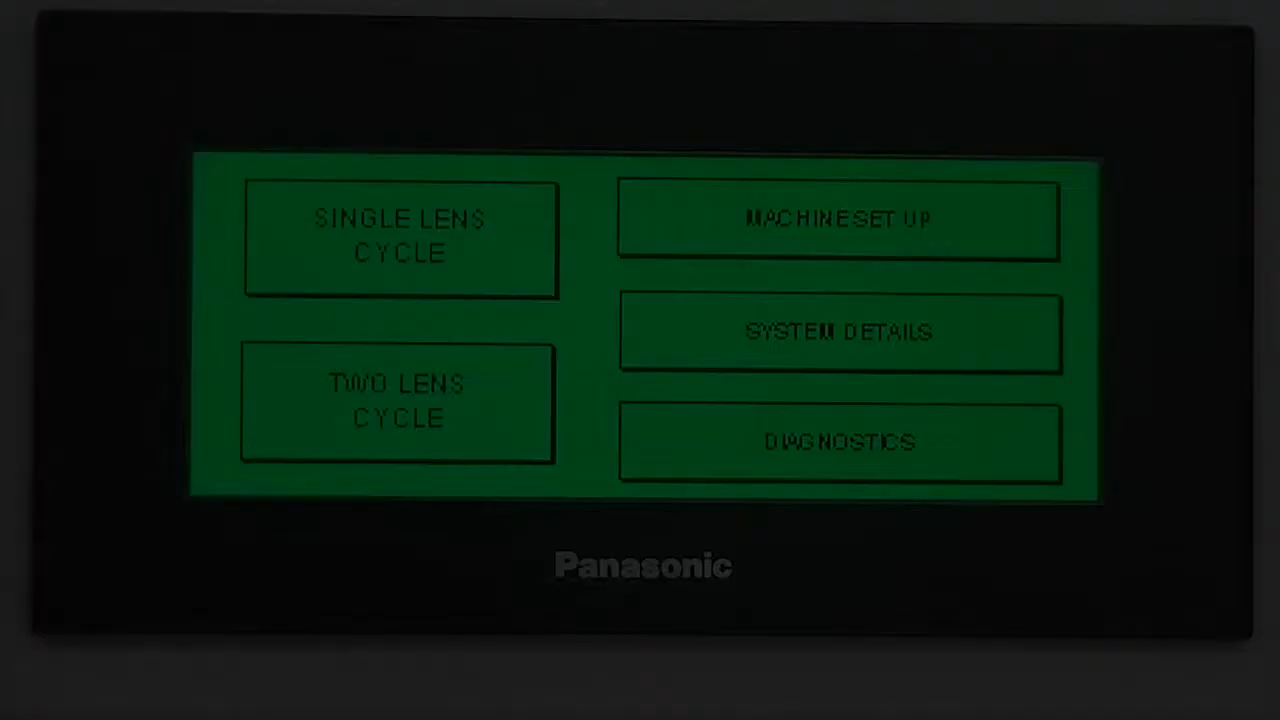 SINGLE LENS
CYCLE
TWO LENS
CYCLE
MACHINE SET UP
SYSTEM DETAILS
DIAGNOSTICS
Panasonic